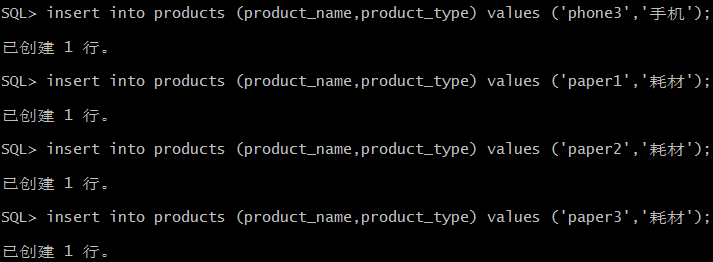 SQL> insert into products (product_name,product_type) values ('phone3','手机');
已创建 1 行。
SQL> insert into products (product_name,product_type) values ('paper1','耗材');
已创建 1 行。
SQL> insert into products (product_name,product_type) values ('paper2','耗材');
已创建 1 行。
SQL> insert into products (product_name,product_type) values ('paper3','耗材');
已创建 1 行。